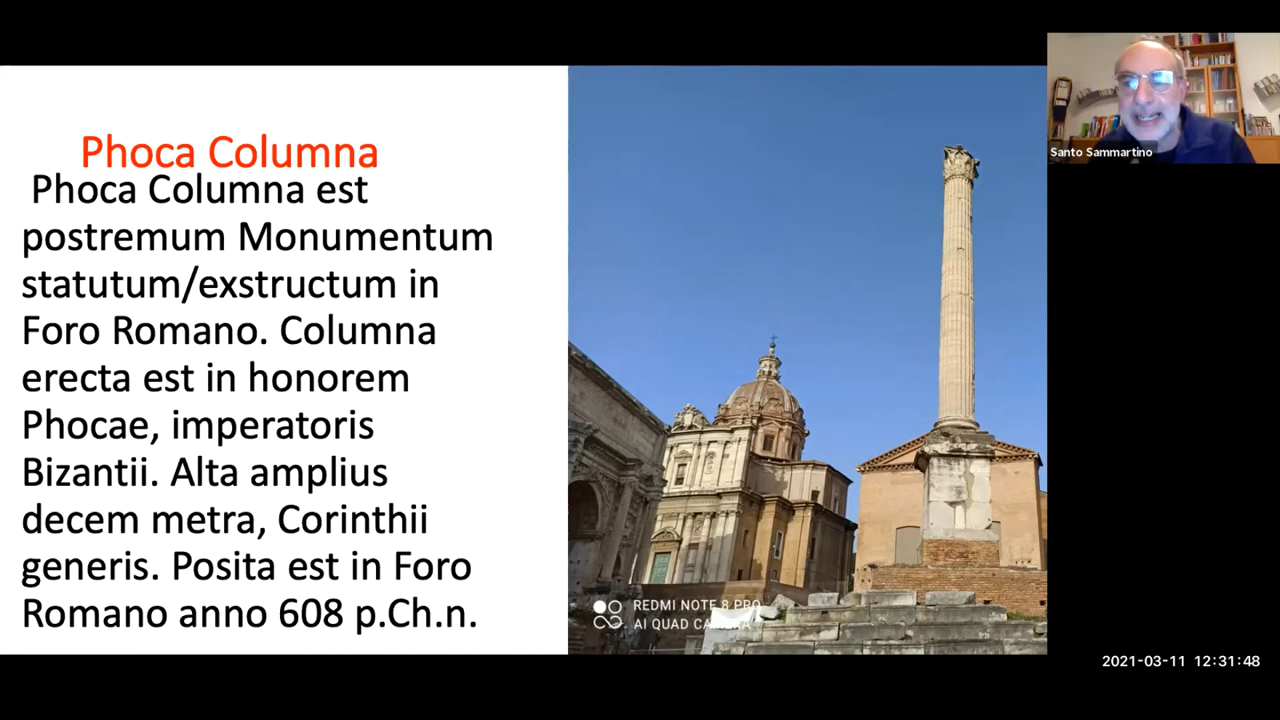 Phoca Columna
Phoca Columna est
postremum Monumentum
statutum/exstructum in
Foro Romano. Columna
erecta est in honorem
Phocae, imperatoris
Bizantii. Alta amplius
decem metra, Corinthii
generis. Posita est in Foro
Romano anno 608 p.Ch.n.
REDMI NOTE 8 PRO
AI QUAD CAMERA
Santo Sammartino
2021-03-11 12:31:48